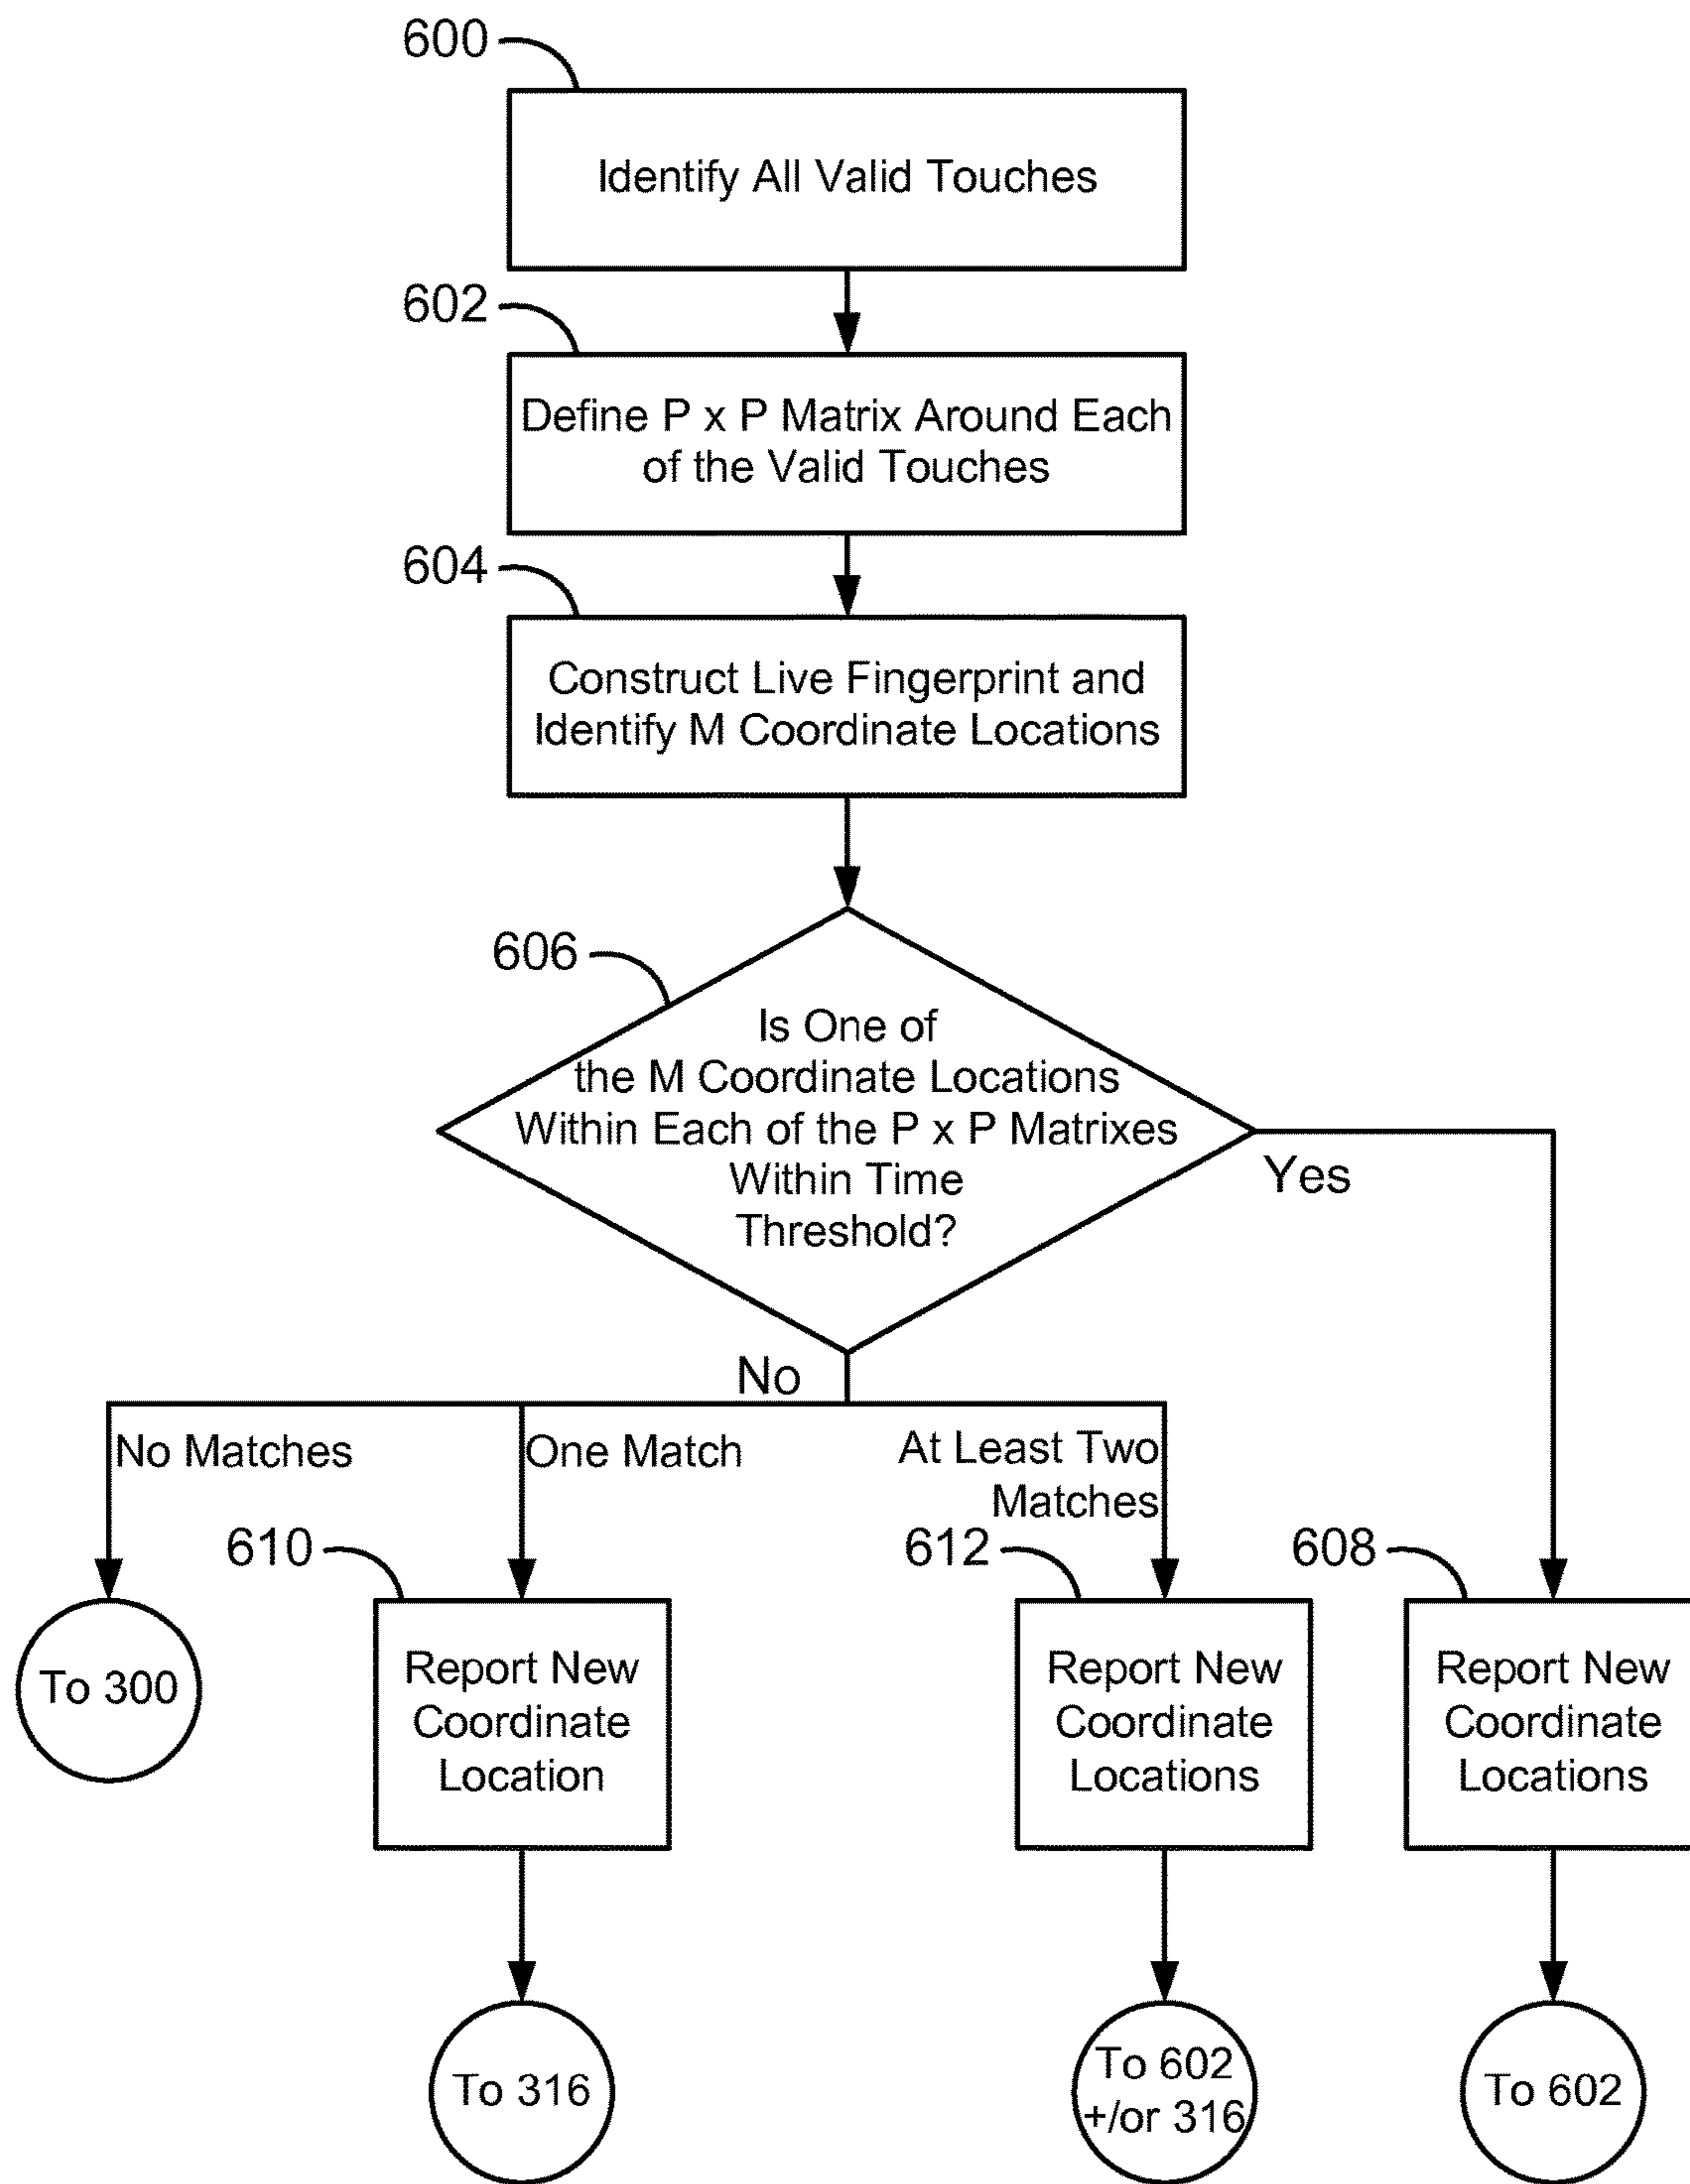 600
Identify All Valid Touches
602
Define P x P Matrix Around Each
of the Valid Touches
604
Construct Live Fingerprint and
Identify M Coordinate Locations
606
Is One of
the M Coordinate Locations
Within Each of the P x P Matrixes
Within Time
Threshold?
Yes
No
No Matches
One Match
At Least Two
Matches
610
612
608
To 300
Report New
Coordinate
Location
Report New
Coordinate
Locations
Report New
Coordinate
Locations
To 316
To 602
+/or 316
To 602